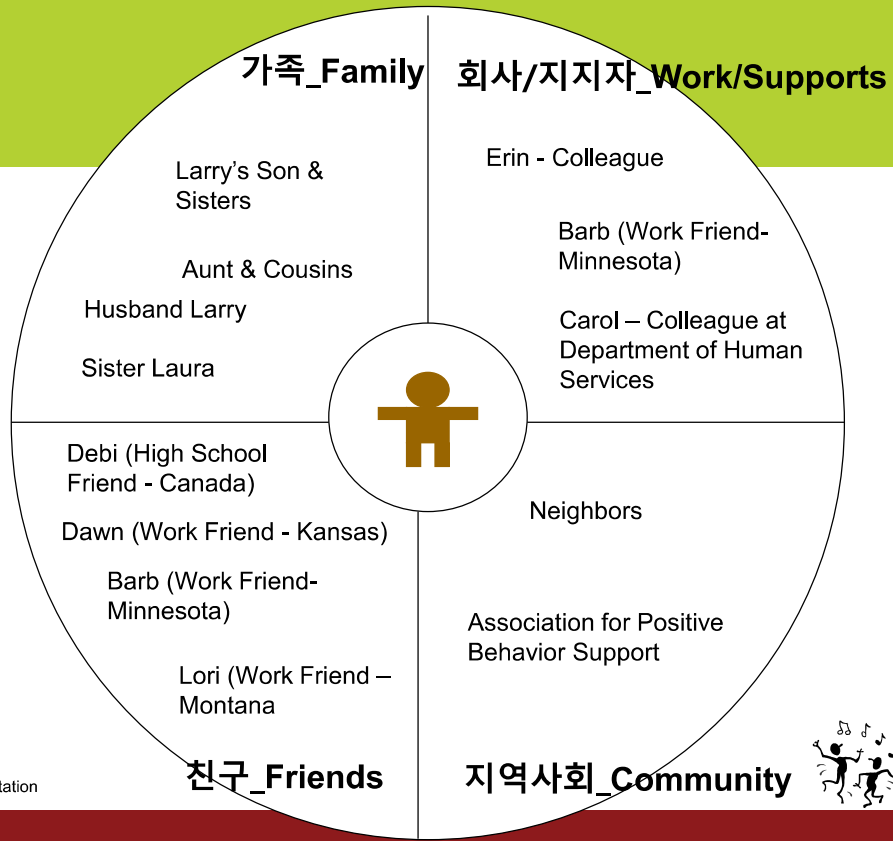 가족_Family
회사/지지자_Work/Supports
Larry's Son &
Sisters
Aunt & Cousins
Husband Larry
Sister Laura
Erin - Colleague
Barb (Work Friend-
Minnesota)
Carol – Colleague at
Department of Human
Services
Debi (High School
Friend - Canada)
Dawn (Work Friend - Kansas)
Barb (Work Friend-
Minnesota)
Lori (Work Friend –
Montana
친구_Friends
Neighbors
Association for Positive
Behavior Support
지역사회_Community
tation